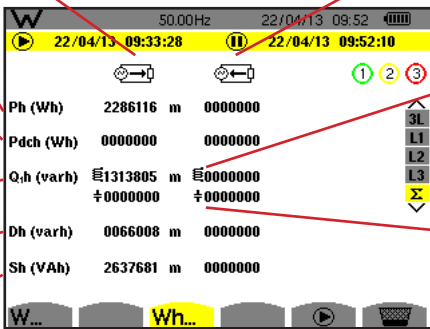 W 50.00Hz 22/04/13 09:52
22/04/13 09:33:28 22/04/13 09:52:10
1 2 3
Ph (Wh) 2286116 m 0000000
3L
Pdch (Wh) 0000000 0000000
L1
L2
Q₁h (varh) 1313805 m 0000000
L3
0000000 0000000
Σ
Dh (varh) 0066008 m 0000000
Sh (VAh) 2637681 m 0000000
W... Wh...